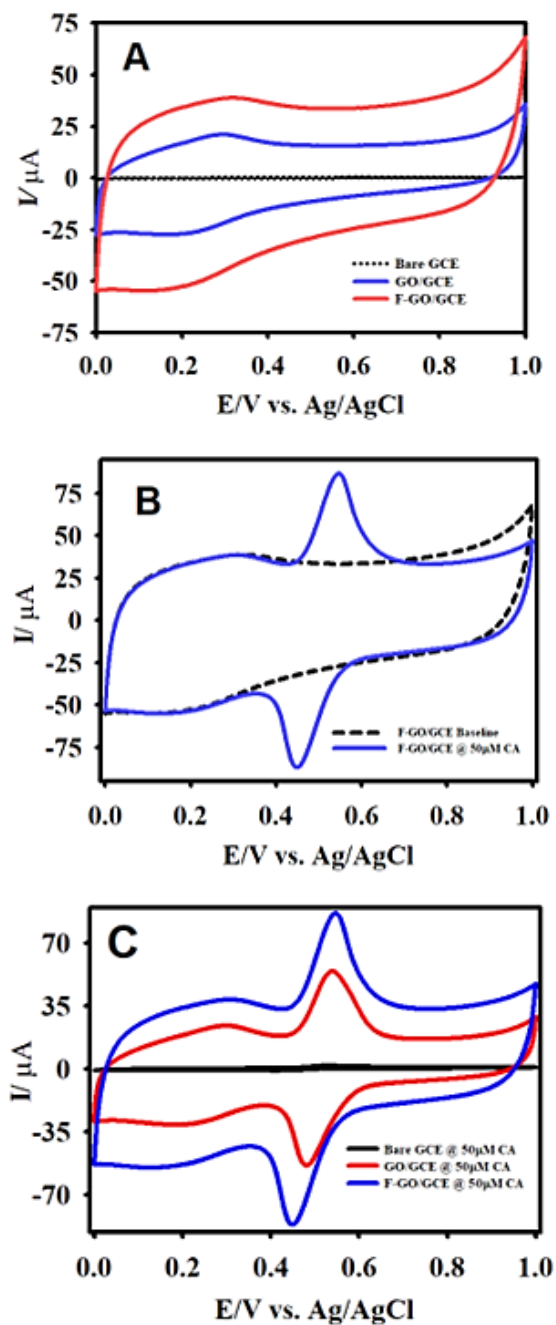 75
A
50
25
I/ µA
0
-25
-50
-75
Bare GCE
GO/GCE
F-GO/GCE
0.0 0.2 0.4 0.6 0.8 1.0
E/V vs. Ag/AgCl
75
B
50
25
I/ µA
0
-25
-50
-75
F-GO/GCE Baseline
F-GO/GCE @ 50µM CA
0.0 0.2 0.4 0.6 0.8 1.0
E/V vs. Ag/AgCl
C
70
35
I/ µA
0
-35
-70
Bare GCE @ 50µM CA
GO/GCE @ 50µM CA
F-GO/GCE @ 50µM CA
0.0 0.2 0.4 0.6 0.8 1.0
E/V vs. Ag/AgCl